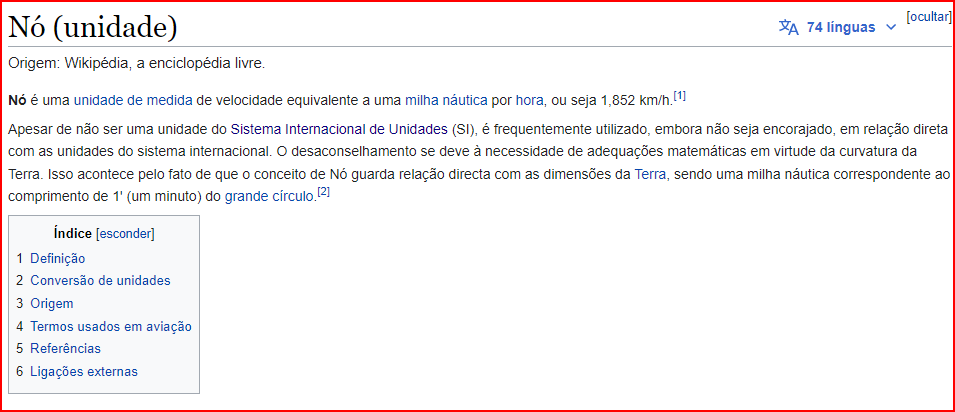 Nó (unidade)
74 línguas
[ocultar]
Origem: Wikipédia, a enciclopédia livre.
Nó é uma unidade de medida de velocidade equivalente a uma milha náutica por hora, ou seja 1,852 km/h.[1]
Apesar de não ser uma unidade do Sistema Internacional de Unidades (SI), é frequentemente utilizado, embora não seja encorajado, em relação direta
com as unidades do sistema internacional. O desaconselhamento se deve à necessidade de adequações matemáticas em virtude da curvatura da
Terra. Isso acontece pelo fato de que o conceito de Nó guarda relação directa com as dimensões da Terra, sendo uma milha náutica correspondente ao
comprimento de 1' (um minuto) do grande círculo.[2]
Índice [esconder]
1 Definição
2 Conversão de unidades
3 Origem
4 Termos usados em aviação
5 Referências
6 Ligações externas